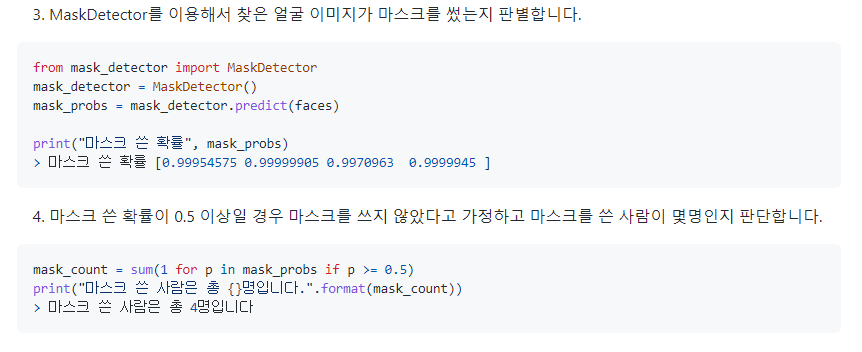 3. MaskDetector를 이용해서 찾은 얼굴 이미지가 마스크를 썼는지 판별합니다.
from mask_detector import MaskDetector
mask_detector = MaskDetector()
mask_probs = mask_detector.predict(faces)
print("마스크 쓴 확률", mask_probs)
> 마스크 쓴 확률 [0.99954575 0.99999905 0.9970963  0.9999945 ]
4. 마스크 쓴 확률이 0.5 이상일 경우 마스크를 쓰지 않았다고 가정하고 마스크를 쓴 사람이 몇명인지 판단합니다.
mask_count = sum(1 for p in mask_probs if p >= 0.5)
print("마스크 쓴 사람은 총 {}명입니다.".format(mask_count))
> 마스크 쓴 사람은 총 4명입니다